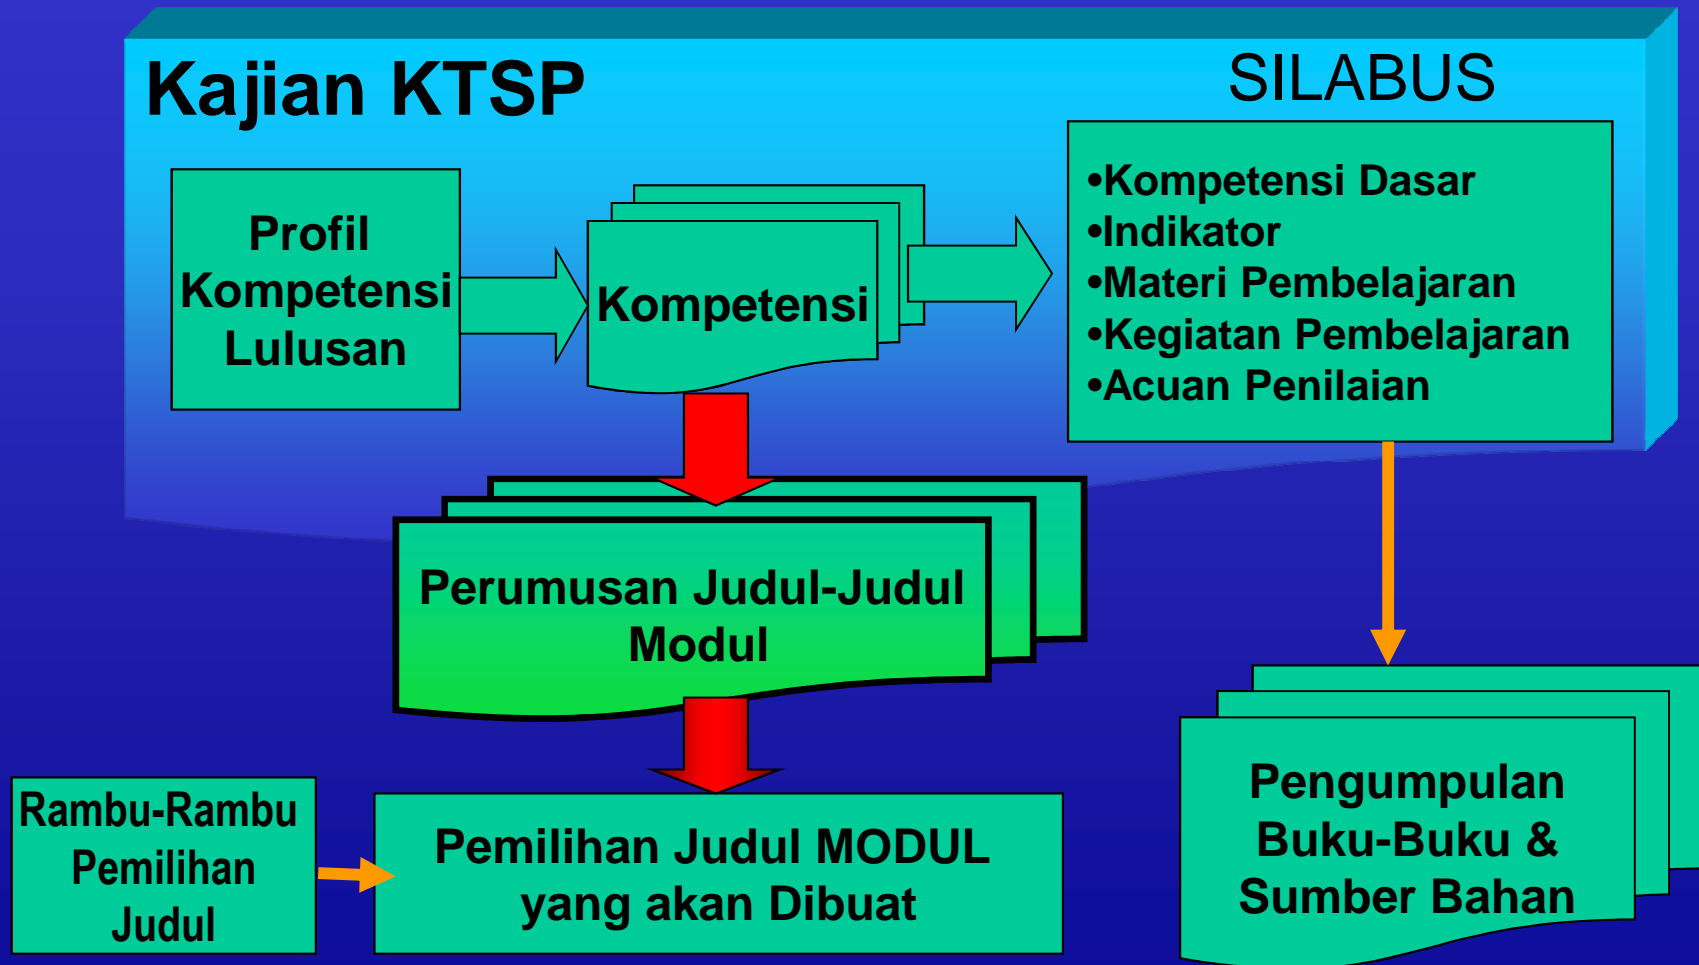 Kajian KTSP
SILABUS
Profil
Kompetensi
Lulusan
Kompetensi
•Kompetensi Dasar
•Indikator
•Materi Pembelajaran
•Kegiatan Pembelajaran
•Acuan Penilaian
Perumusan Judul-Judul
Modul
Rambu-Rambu
Pemilihan
Judul
Pemilihan Judul MODUL
yang akan Dibuat
Pengumpulan
Buku-Buku &
Sumber Bahan